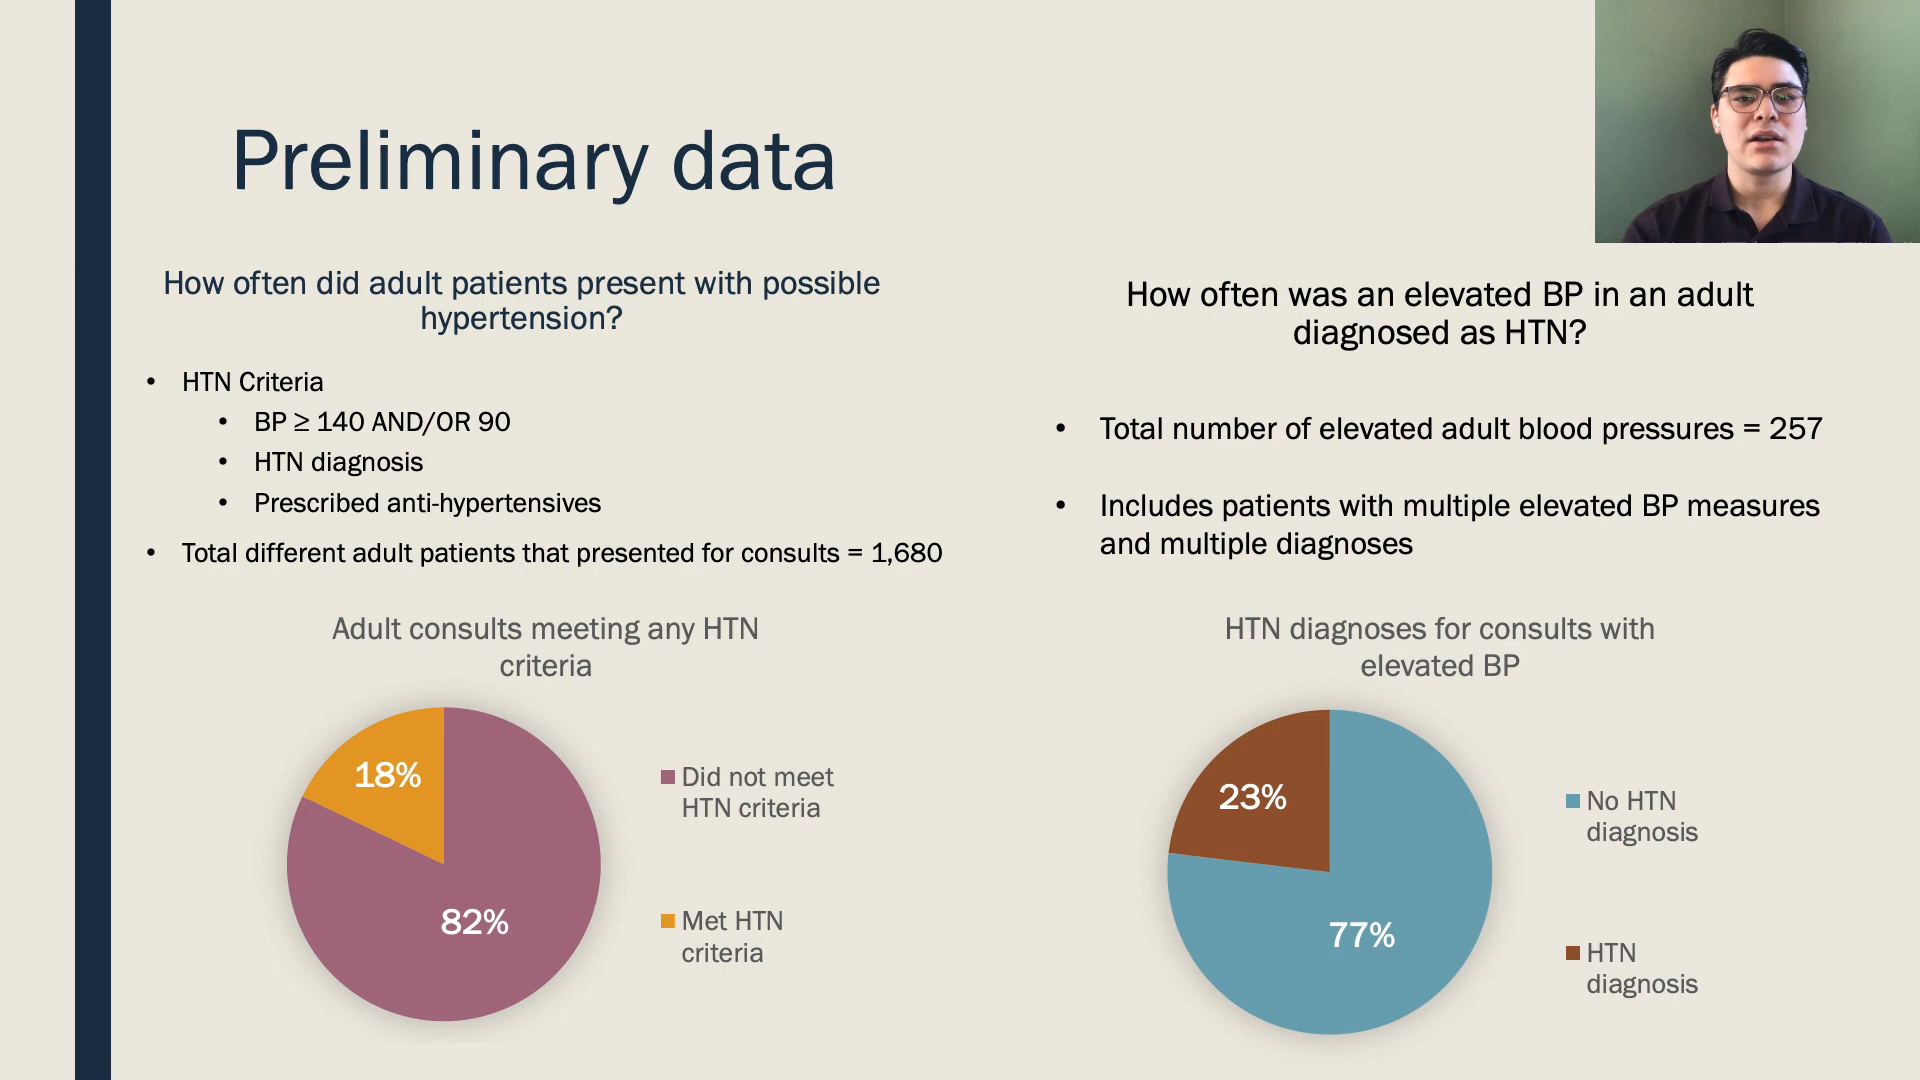 Preliminary data
How often did adult patients present with possible
hypertension?
• HTN Criteria
• BP ≥ 140 AND/OR 90
• HTN diagnosis
• Prescribed anti-hypertensives
• Total different adult patients that presented for consults = 1,680
Adult consults meeting any HTN
criteria
18%
82%
Did not meet
HTN criteria
Met HTN
criteria
How often was an elevated BP in an adult
diagnosed as HTN?
• Total number of elevated adult blood pressures = 257
• Includes patients with multiple elevated BP measures
and multiple diagnoses
HTN diagnoses for consults with
elevated BP
23%
77%
No HTN
diagnosis
HTN
diagnosis